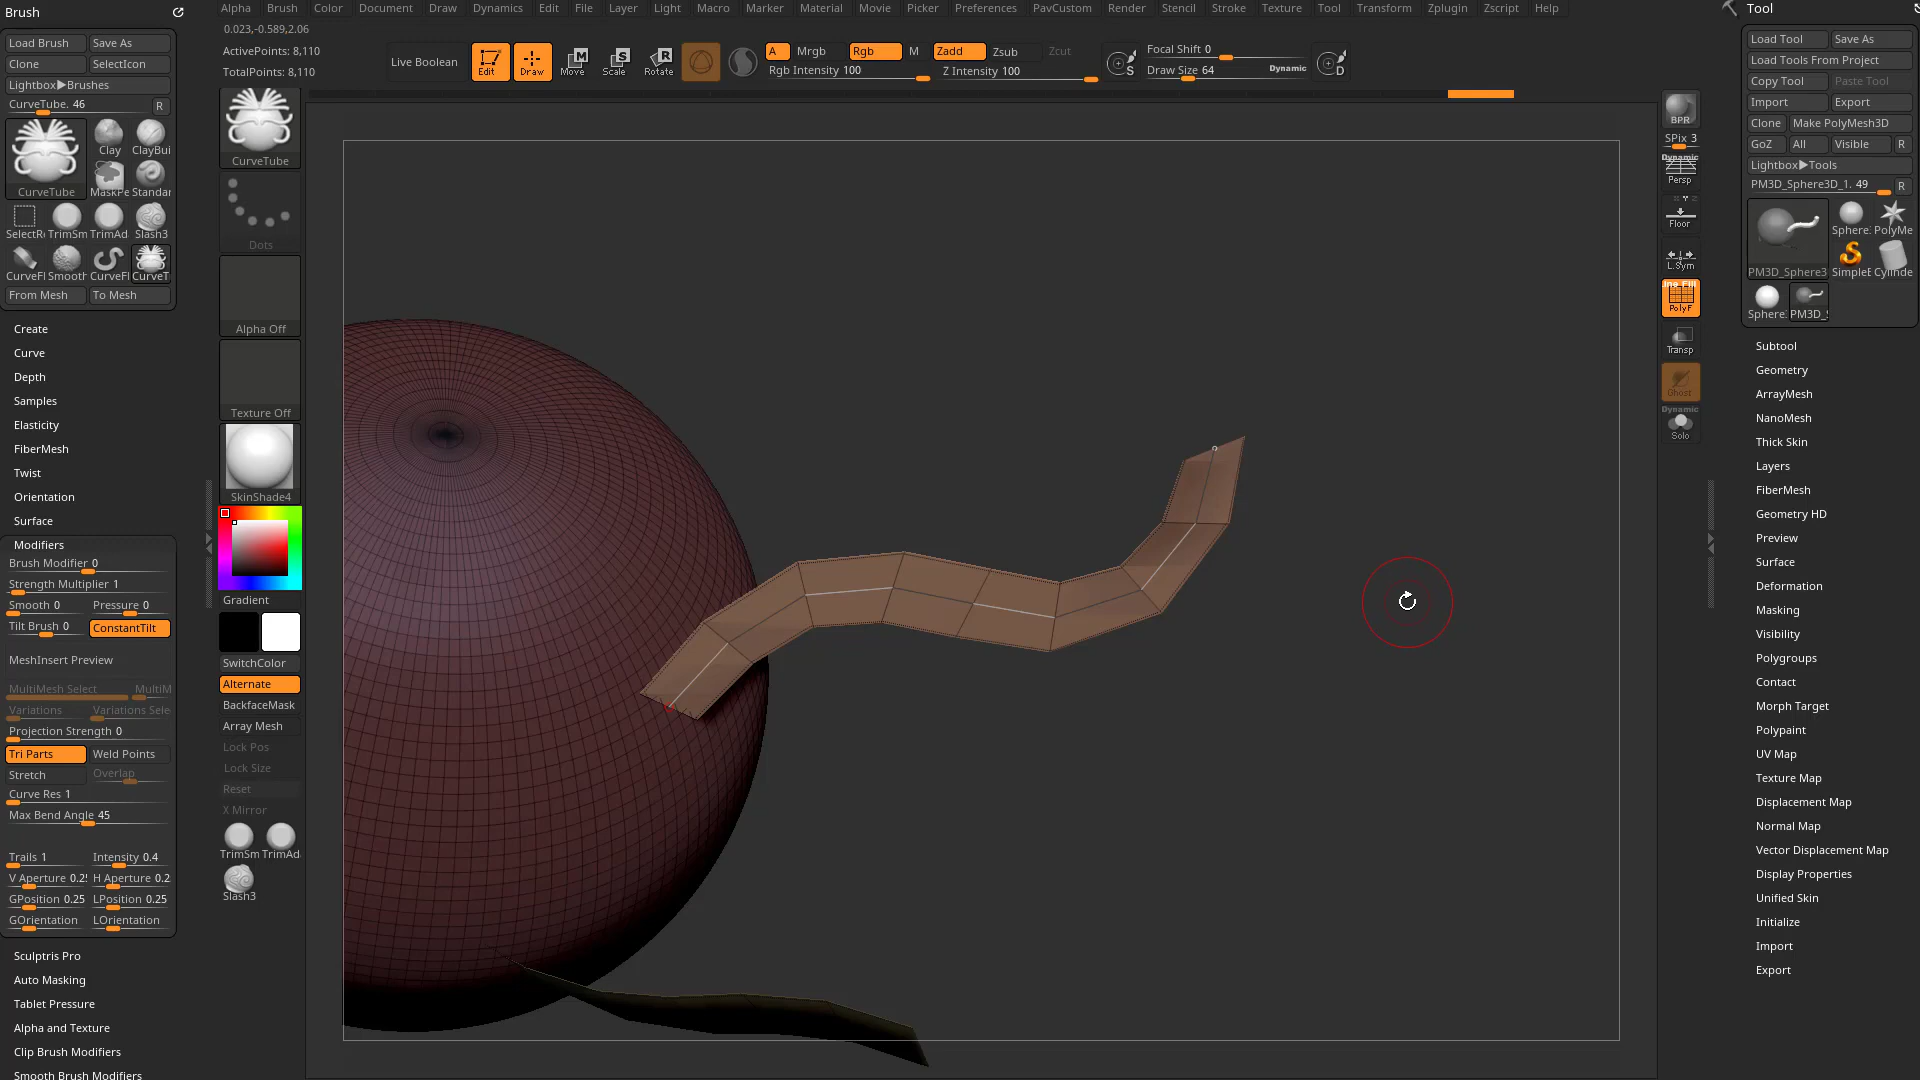 Brush
Alpha Brush Color Document Draw Dynamics Edit File Layer Light Macro Marker Material Movie Picker Preferences PavCustom Render Stencil Stroke Texture Tool Transform Zplugin Zscript Help
Tool
0.023,-0.589,2.06
Load Brush Save As
Clone SelectIcon
Lightbox▶Brushes
CurveTube. 46 R
CurveTube
Clay ClayBui
MaskPe Standar
SelectR TrimSm TrimAd Slash3
CurveFl Smooth CurveFl CurveT
From Mesh To Mesh
Create
Curve
Depth
Samples
Elasticity
FiberMesh
Twist
Orientation
Surface
Modifiers
Brush Modifier 0
Strength Multiplier 1
Smooth 0 Pressure 0
Tilt Brush 0 ConstantTilt
MeshInsert Preview
MultiMesh Select MultiM
Variations Variations Sele
Projection Strength 0
Tri Parts Weld Points
Stretch Overlap
Curve Res 1
Max Bend Angle 45
Trails 1 Intensity 0.4
V Aperture 0.2 H Aperture 0.2
GPosition 0.25 LPosition 0.25
GOrientation LOrientation
Sculptris Pro
Auto Masking
Tablet Pressure
Alpha and Texture
Clip Brush Modifiers
Smooth Brush Modifiers
ActivePoints: 8,110
TotalPoints: 8,110
Live Boolean
Edit Draw Move Scale Rotate
M S R
A Mrgb Rgb M Zadd Zsub Zcut
Rgb Intensity 100 Z Intensity 100
S
Focal Shift 0
Draw Size 64 Dynamic
D
CurveTube
Dots
Alpha Off
Texture Off
SkinShade4
Gradient
SwitchColor
Alternate
BackfaceMask
Array Mesh
Lock Pos
Lock Size
Reset
X Mirror
TrimSm TrimAd
Slash3
BPR
SPix 3
Dynamic
Persp
Floor
L.Sym
Line Fill
PolyF
Transp
Ghost
Dynamic
Solo
Load Tool Save As
Load Tools From Project
Copy Tool Paste Tool
Import Export
Clone Make PolyMesh3D
GoZ All Visible R
Lightbox▶Tools
PM3D_Sphere3D_1. 49 R
PM3D_Sphere3
Sphere PolyMe
SimpleE Cylinde
Sphere PM3D_S
Subtool
Geometry
ArrayMesh
NanoMesh
Thick Skin
Layers
FiberMesh
Geometry HD
Preview
Surface
Deformation
Masking
Visibility
Polygroups
Contact
Morph Target
Polypaint
UV Map
Texture Map
Displacement Map
Normal Map
Vector Displacement Map
Display Properties
Unified Skin
Initialize
Import
Export